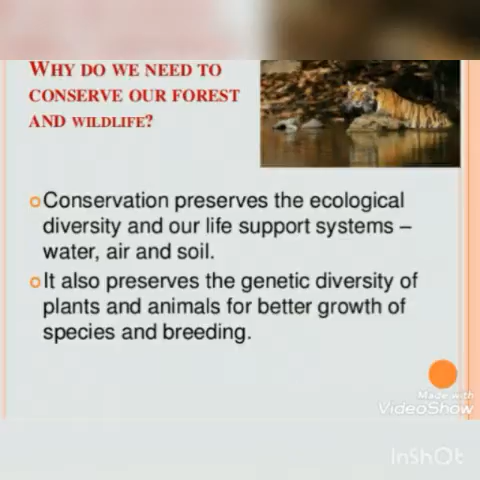 WHY DO WE NEED TO
CONSERVE OUR FOREST
AND WILDLIFE?
Conservation preserves the ecological
diversity and our life support systems –
water, air and soil.
It also preserves the genetic diversity of
plants and animals for better growth of
species and breeding.
Made with
VideoShow
InShOt